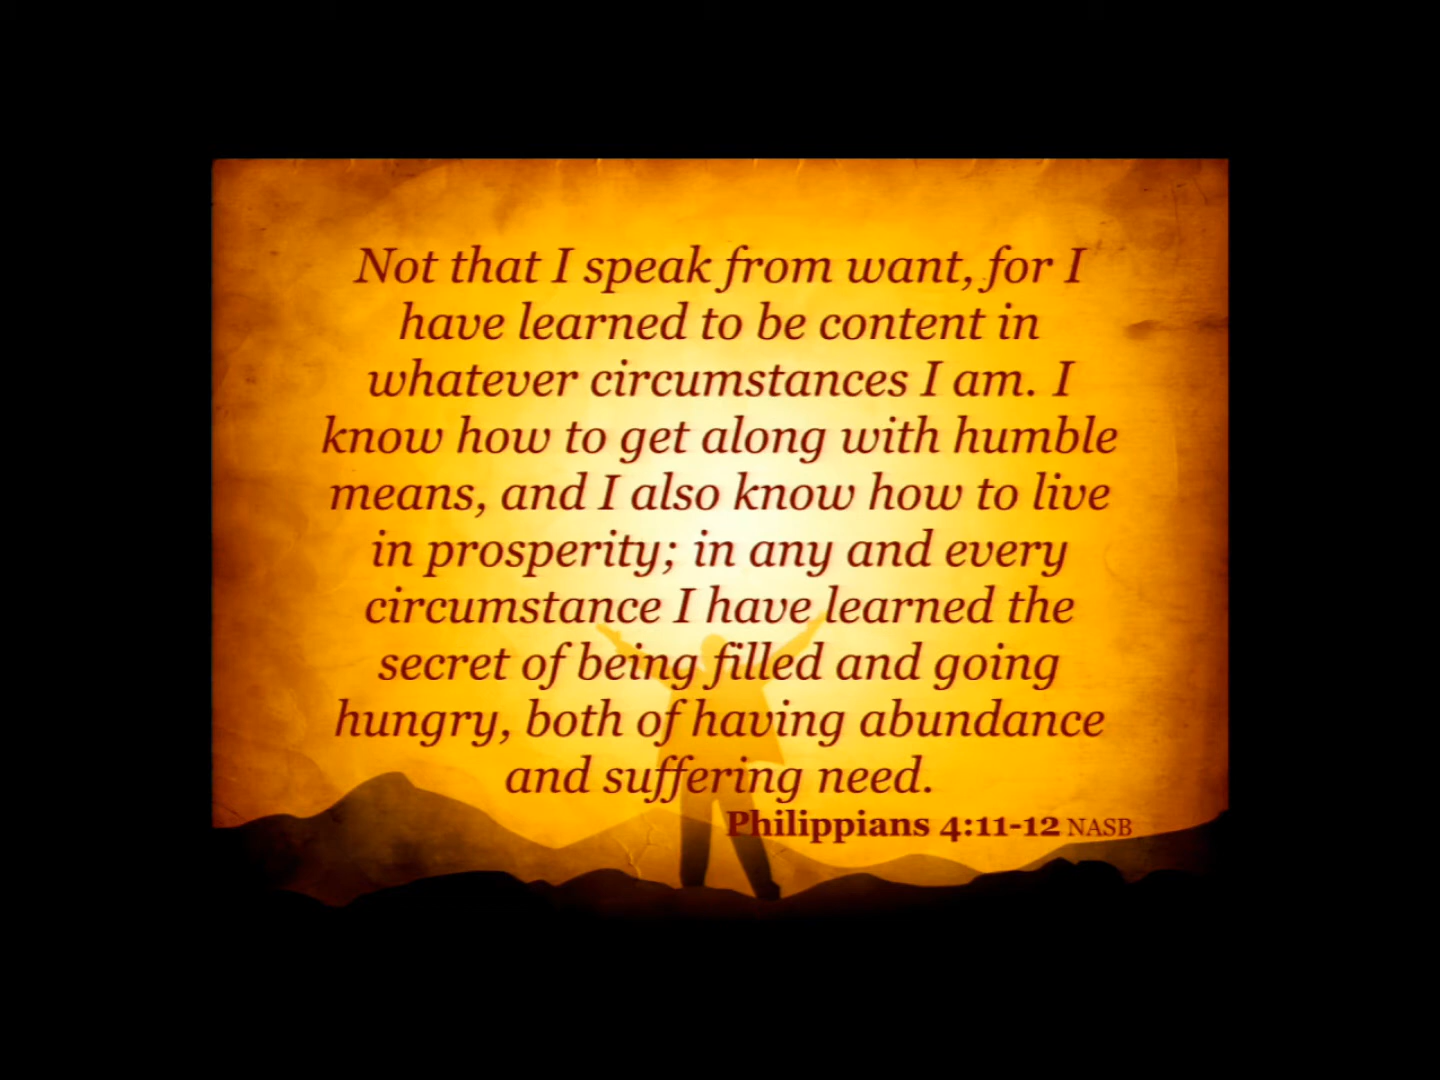 Not that I speak from want, for I
have learned to be content in
whatever circumstances I am. I
know how to get along with humble
means, and I also know how to live
in prosperity; in any and every
circumstance I have learned the
secret of being filled and going
hungry, both of having abundance
and suffering need.
Philippians 4:11-12 NASB